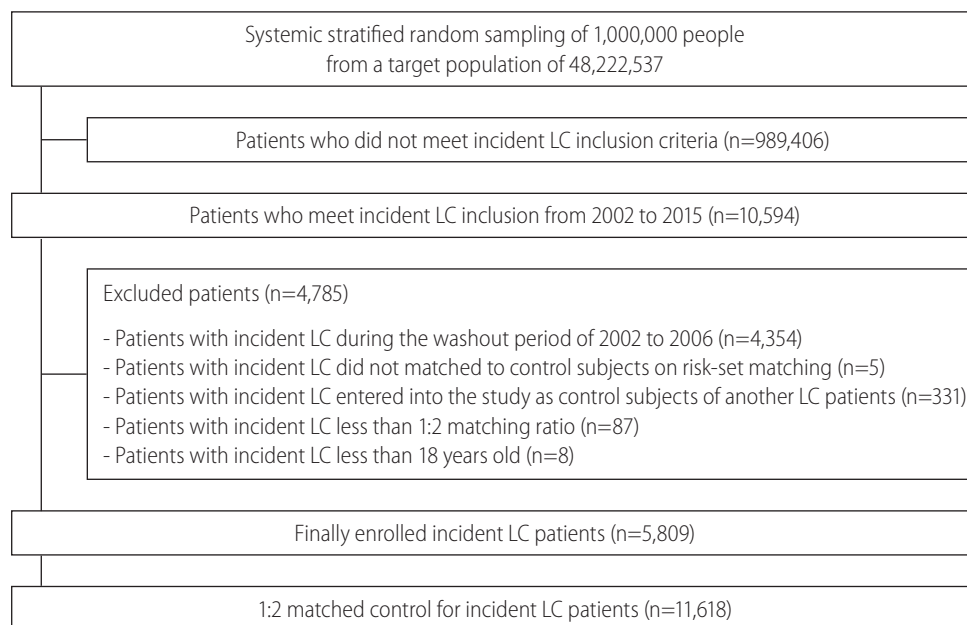 Systemic stratified random sampling of 1,000,000 people
from a target population of 48,222,537
Patients who did not meet incident LC inclusion criteria (n=989,406)
Patients who meet incident LC inclusion from 2002 to 2015 (n=10,594)
Excluded patients (n=4,785)
- Patients with incident LC during the washout period of 2002 to 2006 (n=4,354)
- Patients with incident LC did not matched to control subjects on risk-set matching (n=5)
- Patients with incident LC entered into the study as control subjects of another LC patients (n=331)
- Patients with incident LC less than 1:2 matching ratio (n=87)
- Patients with incident LC less than 18 years old (n=8)
Finally enrolled incident LC patients (n=5,809)
1:2 matched control for incident LC patients (n=11,618)